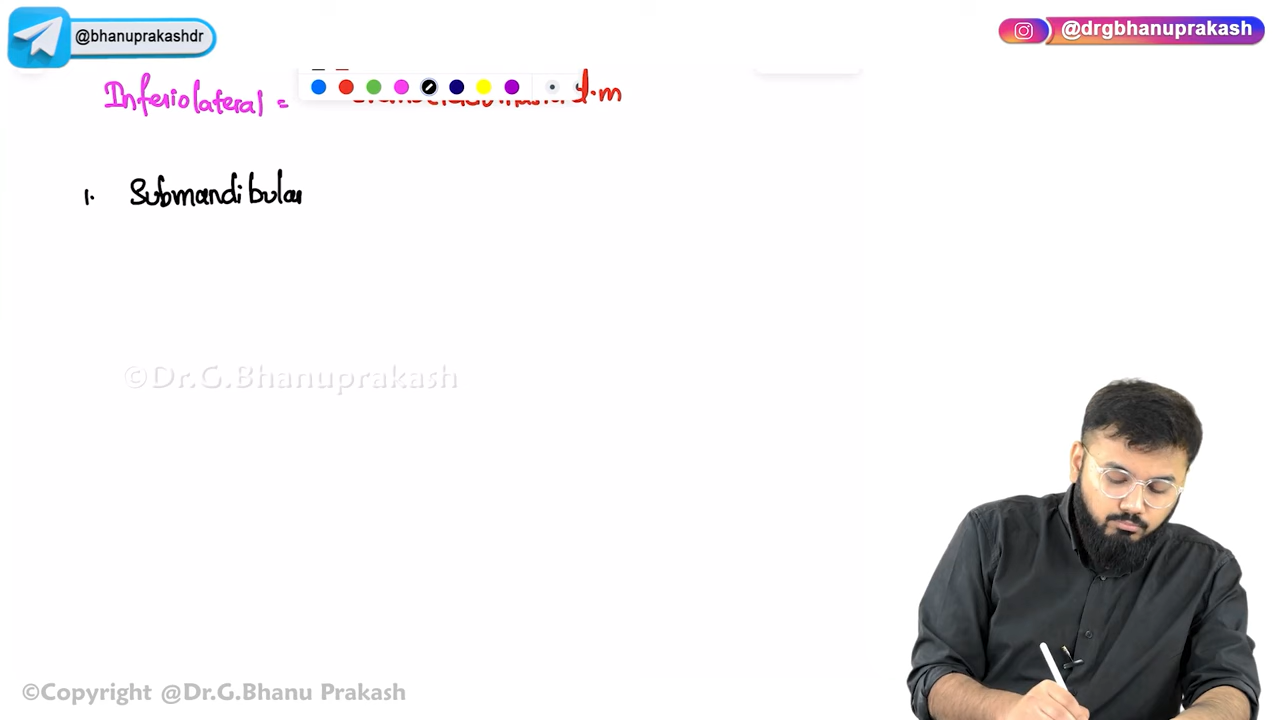 @bhanuprakashdr
@drgbhanuprakash
Inferiolateral =
d.m
1. Submandibular
©Dr.G.Bhanuprakash
©Copyright @Dr.G.Bhanu Prakash